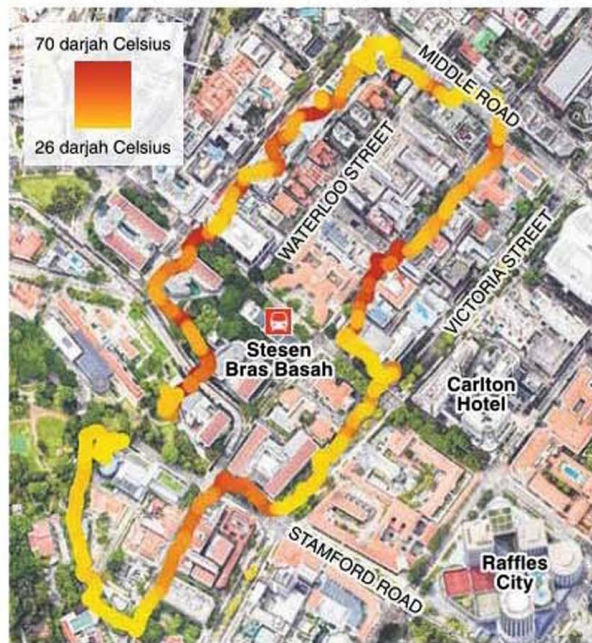 70 darjah Celsius
26 darjah Celsius
MIDDLE ROAD
WATERLOO STREET
VICTORIA STREET
Stesen
Bras Basah
Carlton
Hotel
STAMFORD ROAD
Raffles
City